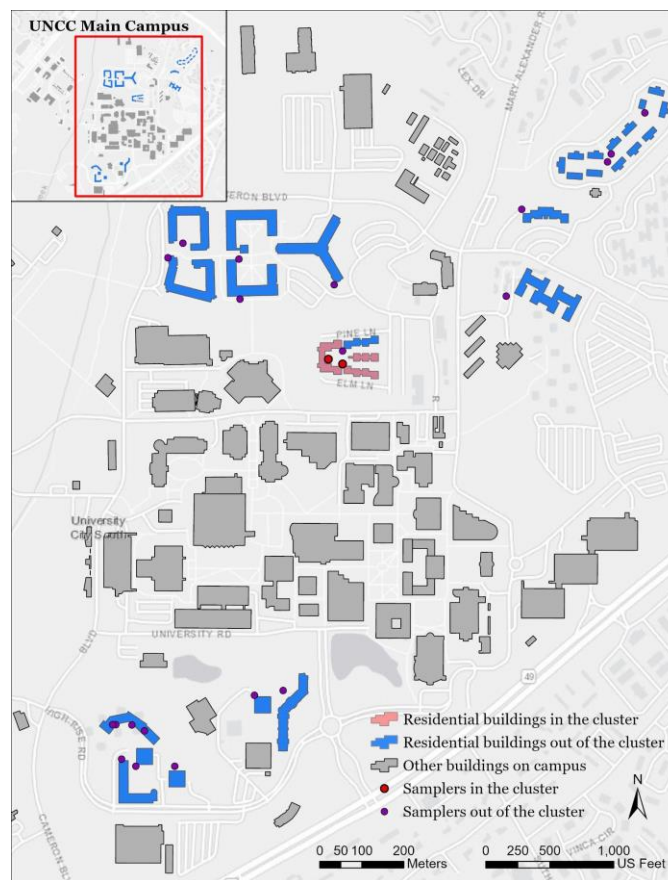 UNCC Main Campus
MARY ALEXANDER R
LEX DR
ERON BLVD
PINE LN
ELM LN
R
University
City South
UNIVERSITY RD
BLVD
HIGH-RISE RD
49
Residential buildings in the cluster
Residential buildings out of the cluster
Other buildings on campus
Samplers in the cluster
Samplers out of the cluster
N
CAMERON BL
VINCA CIR
0 50 100 200
Meters
0 250 500 1,000
US Feet